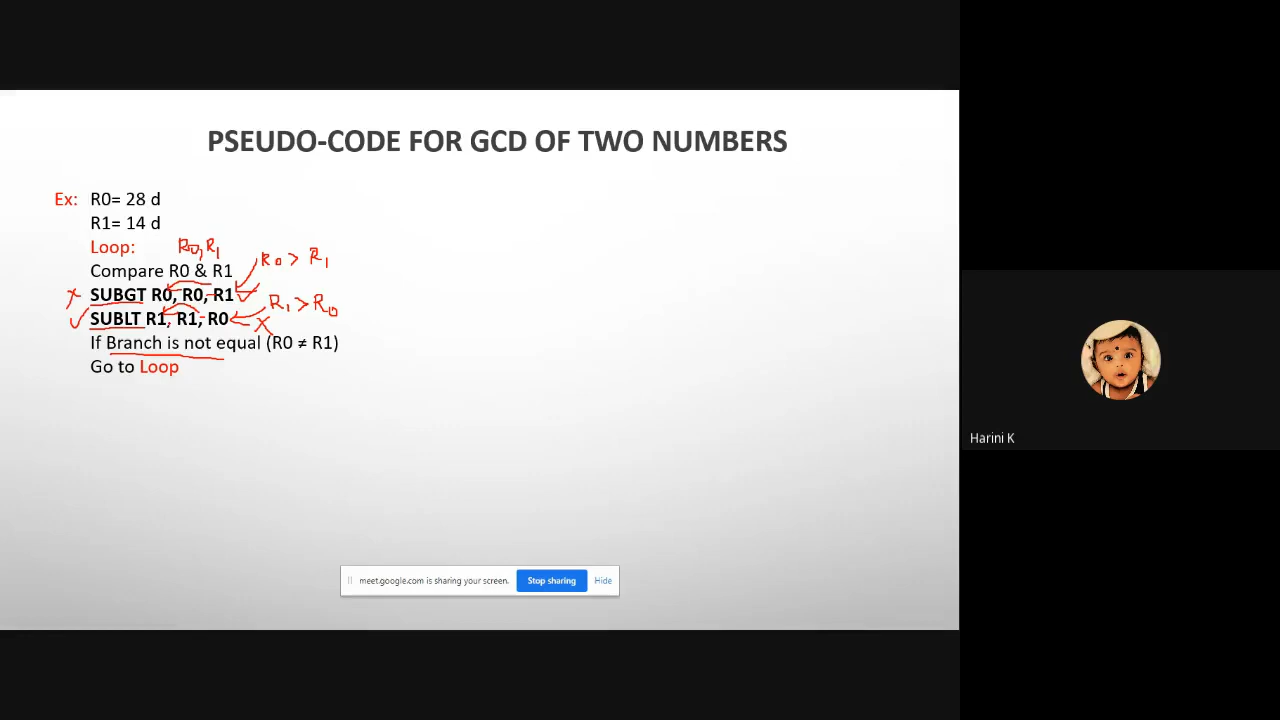 PSEUDO-CODE FOR GCD OF TWO NUMBERS
Ex: R0= 28 d
R1= 14 d
Loop: R0, R1
R0 > R1
Compare R0 & R1
SUBGT R0, R0, R1
R1 > R0
SUBLT R1, R1, R0
If Branch is not equal (R0 ≠ R1)
Go to Loop
Harini K
meet.google.com is sharing your screen. Stop sharing Hide